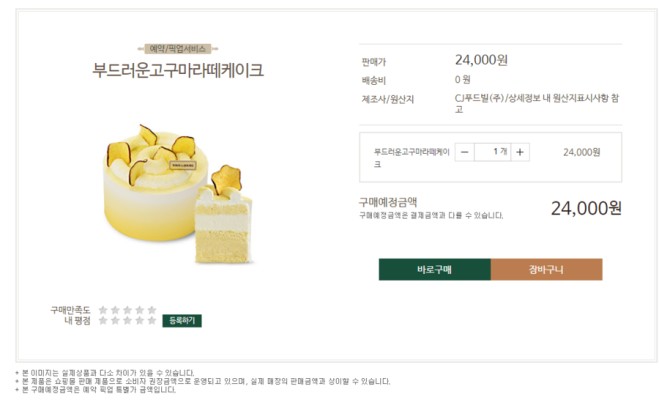 예약/픽업서비스
부드러운고구마라떼케이크
판매가 24,000원
배송비 0 원
제조사/원산지 CJ푸드빌(주)/상세정보 내 원산지표시사항 참
고
부드러운고구마라떼케이
크
− 1 개 + 24,000원
구매예정금액
구매예정금액은 결제금액과 다를 수 있습니다.
24,000원
바로구매 장바구니
구매만족도
내 평점 등록하기
* 본 이미지는 실제상품과 다소 차이가 있을 수 있습니다.
* 본 제품은 쇼핑몰 판매 제품으로 소비자 권장금액으로 운영되고 있으며, 실제 매장의 판매금액과 상이할 수 있습니다.
* 본 구매예정금액은 예약 픽업 특별가 금액입니다.